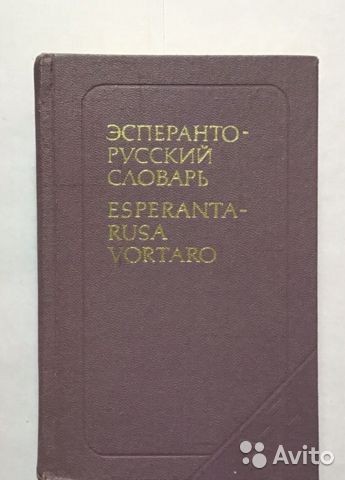 ЭСПЕРАНТО-
РУССКИЙ
СЛОВАРЬ
ESPERANTA-
RUSA
VORTARO
Avito